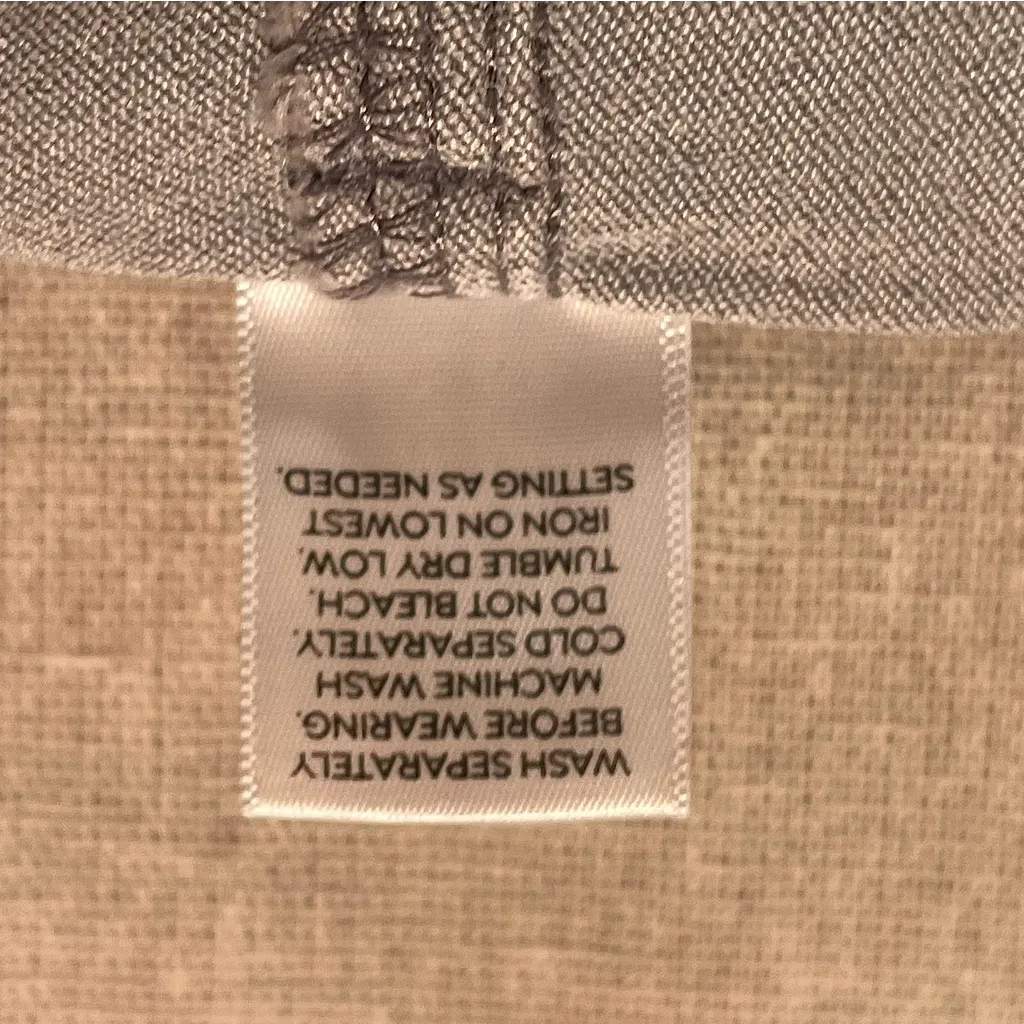 WASH SEPARATELY
BEFORE WEARING.
MACHINE WASH
COLD SEPARATELY.
DO NOT BLEACH.
TUMBLE DRY LOW.
IRON ON LOWEST
SETTING AS NEEDED.